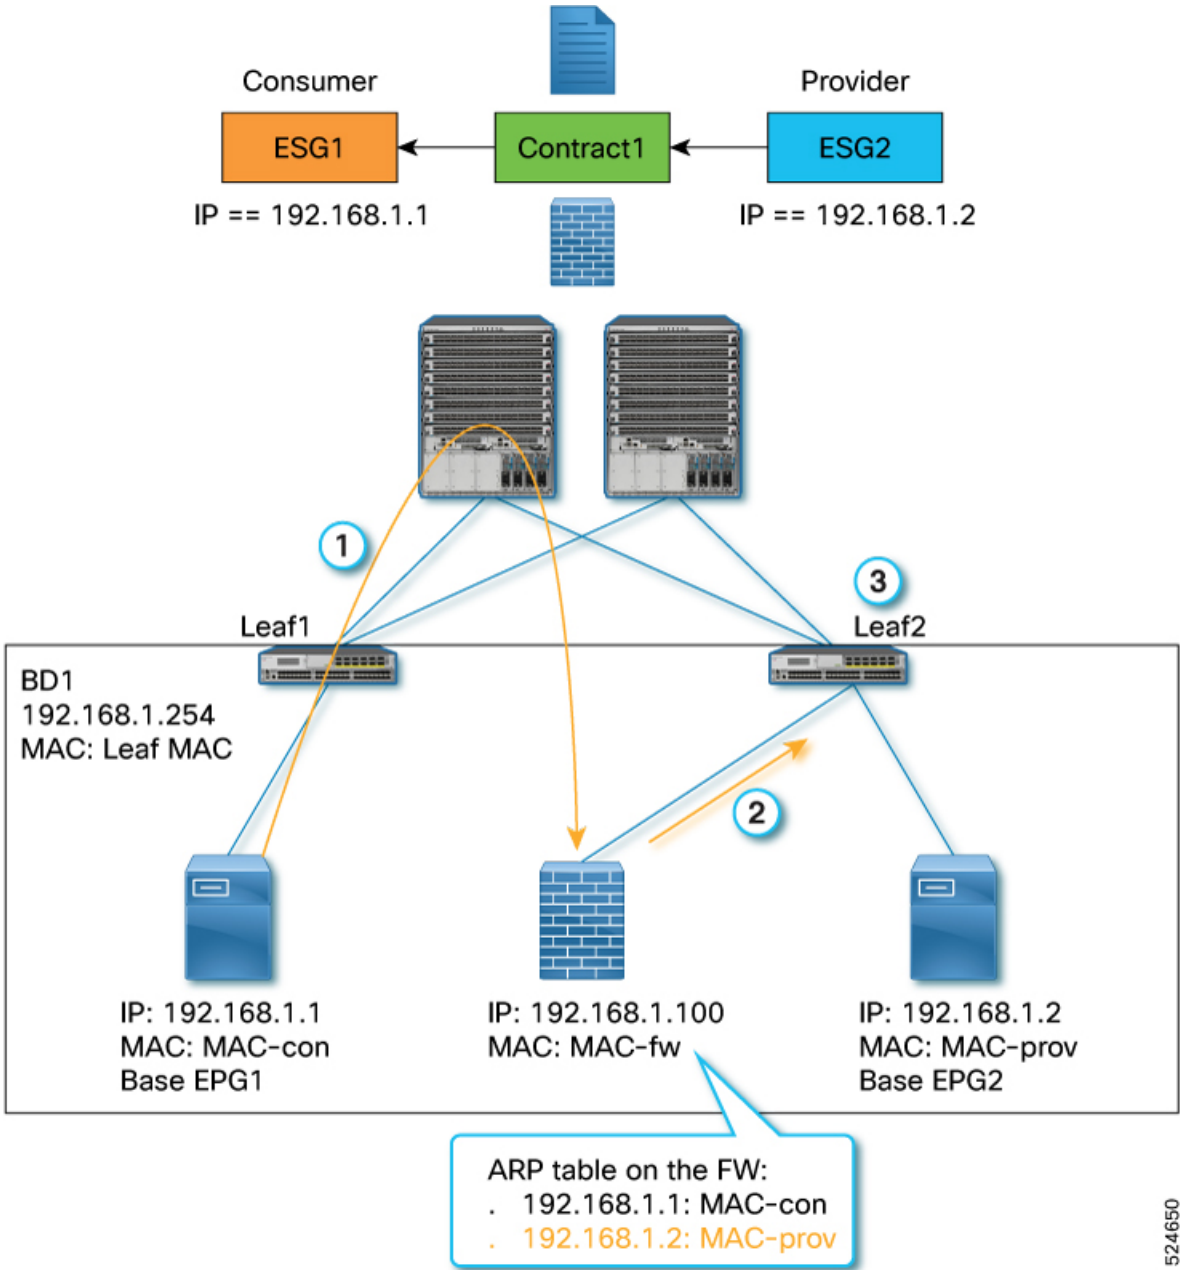 Consumer
Provider
ESG1
Contract1
ESG2
IP == 192.168.1.1
IP == 192.168.1.2
1
3
Leaf1
Leaf2
BD1
192.168.1.254
MAC: Leaf MAC
2
IP: 192.168.1.1
MAC: MAC-con
Base EPG1
IP: 192.168.1.100
MAC: MAC-fw
IP: 192.168.1.2
MAC: MAC-prov
Base EPG2
ARP table on the FW:
. 192.168.1.1: MAC-con
. 192.168.1.2: MAC-prov
524650